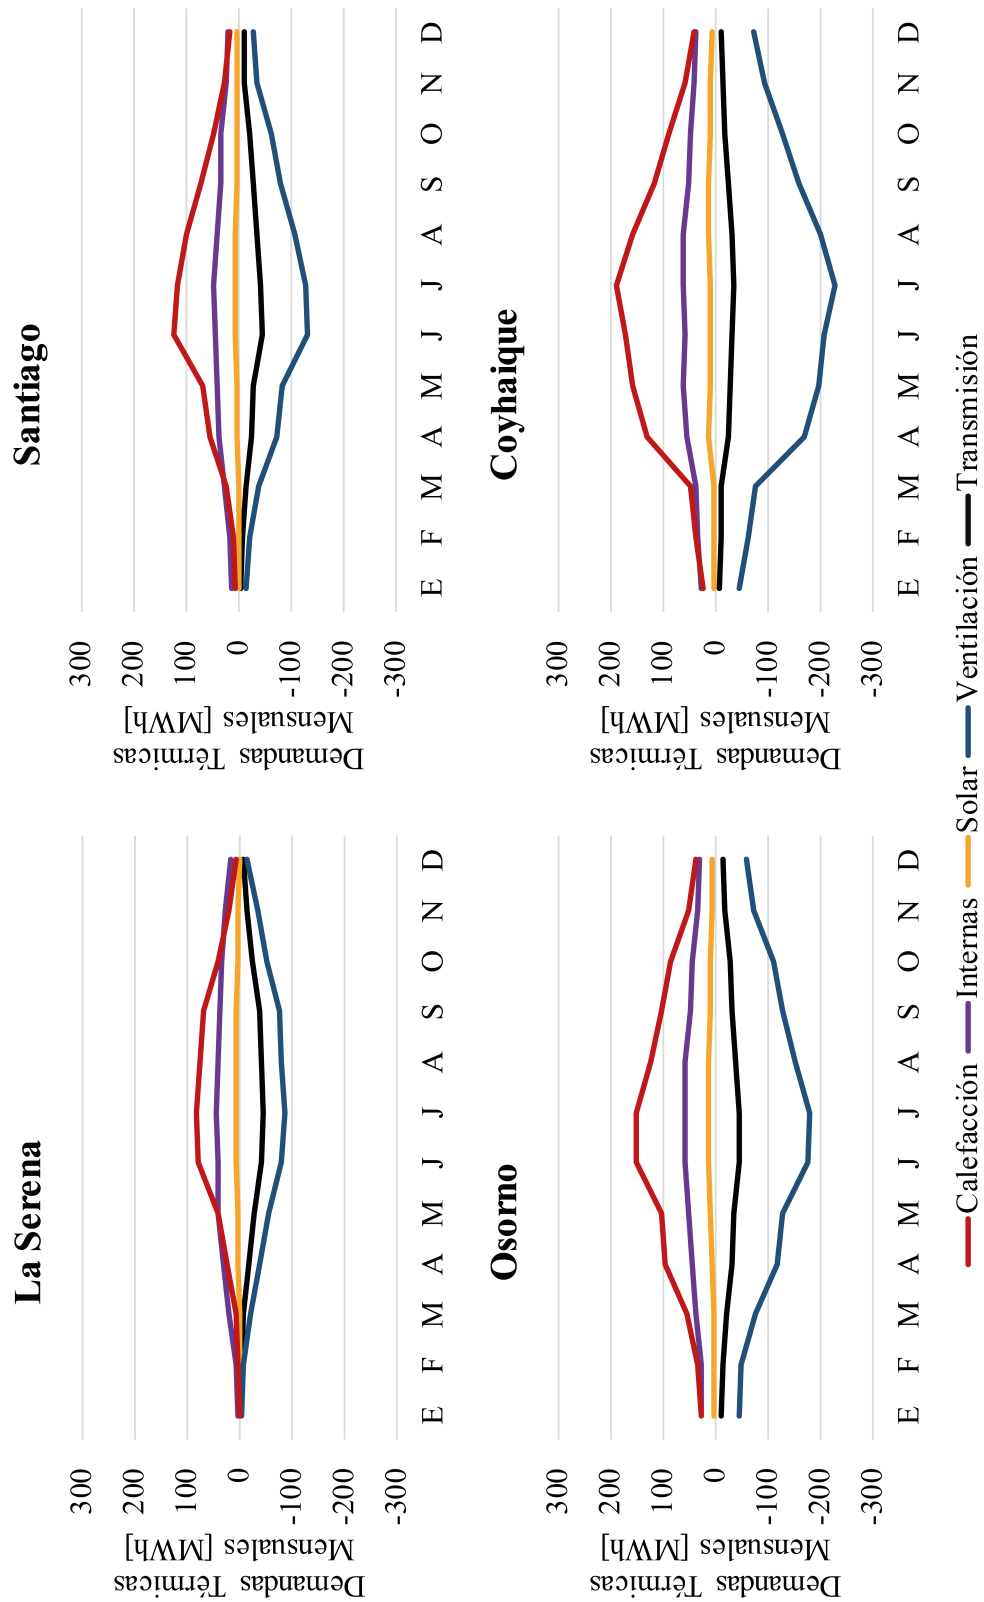 La Serena
Demandas Térmicas
Mensuales [MWh]
300
200
100
0
-100
-200
-300
E F M A M J J A S O N D
Santiago
Demandas Térmicas
Mensuales [MWh]
300
200
100
0
-100
-200
-300
E F M A M J J A S O N D
Osorno
Demandas Térmicas
Mensuales [MWh]
300
200
100
0
-100
-200
-300
E F M A M J J A S O N D
Coyhaique
Demandas Térmicas
Mensuales [MWh]
300
200
100
0
-100
-200
-300
E F M A M J J A S O N D
Calefacción Internas Solar Ventilación Transmisión